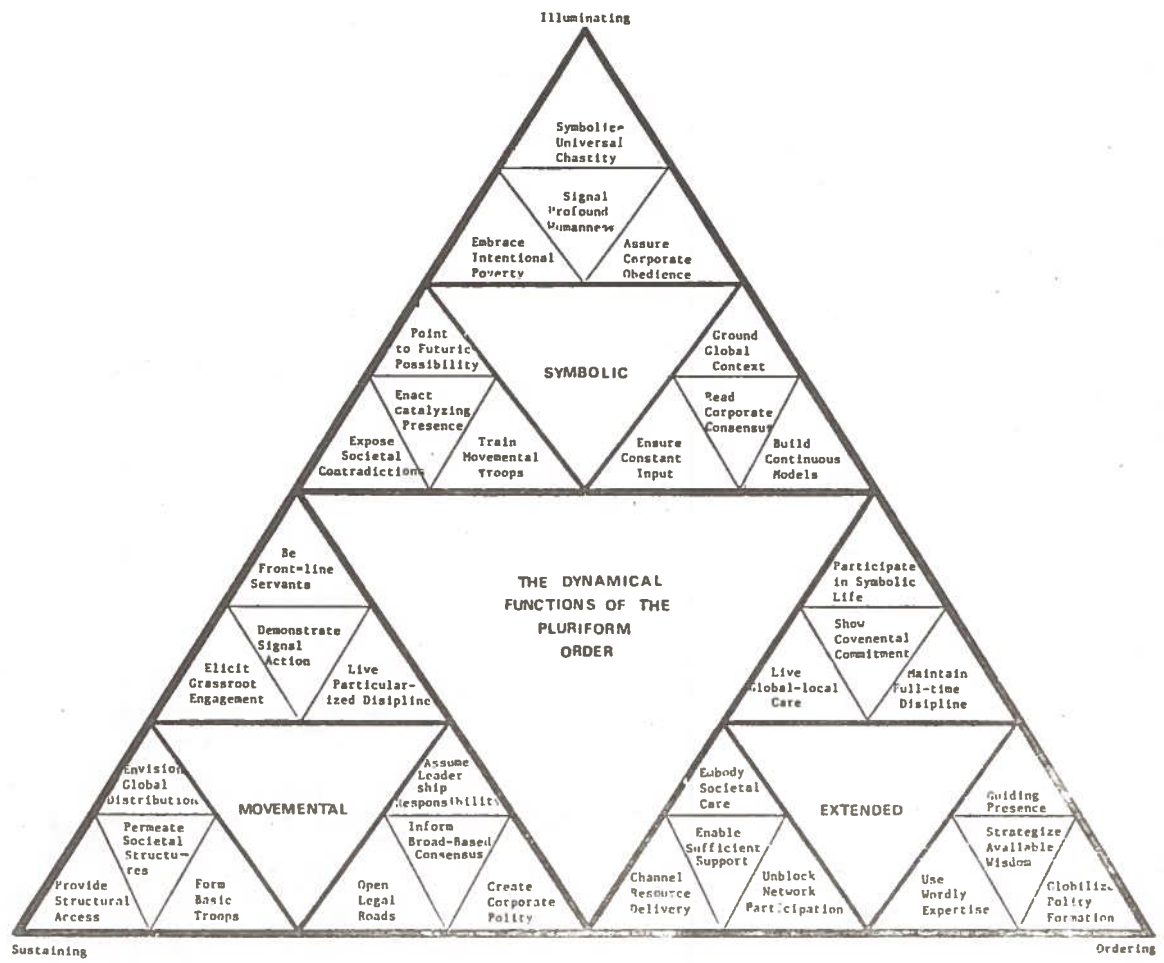 Illuminating
Symbolize
Universal
Chastity
Signal
Profound
Humanness
Embrace
Intentional
Poverty
Assure
Corporate
Obedience
Point
to Futuric
Possibility
SYMBOLIC
Ground
Global
Context
Enact
Catalyzing
Presence
Read
Corporate
Consensus
Expose
Societal
Contradictions
Train
Movemental
Troops
Ensure
Constant
Input
Build
Continuous
Models
Be
Front-line
Servants
THE DYNAMICAL
FUNCTIONS OF THE
PLURIFORM
ORDER
Participate
in Symbolic
Life
Demonstrate
Signal
Action
Show
Covenental
Commitment
Elicit
Grassroot
Engagement
Live
Particular-
ized Disipline
Live
Global-local
Care
Maintain
Full-time
Disipline
Envision
Global
Distribution
MOVEMENTAL
Assume
Leader
ship
Responsibility
Embody
Societal
Care
EXTENDED
Guiding
Presence
Permeate
Societal
Structu-
res
Inform
Broad-Based
Consensus
Enable
Sufficient
Support
Strategize
Available
Wisdom
Provide
Structural
Access
Form
Basic
Troops
Open
Legal
Roads
Create
Corporate
Polity
Channel
Resource
Delivery
Unblock
Network
Participation
Use
Wordly
Expertise
Globilize
Polity
Formation
Sustaining
Ordering